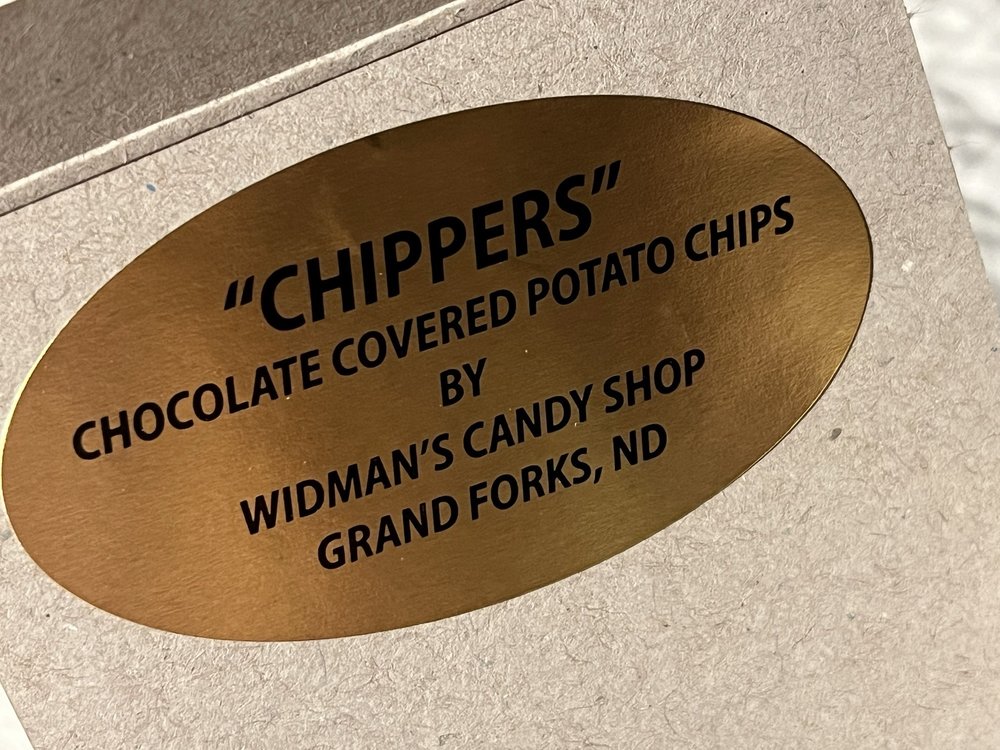 “CHIPPERS”
CHOCOLATE COVERED POTATO CHIPS
BY
WIDMAN’S CANDY SHOP
GRAND FORKS, ND